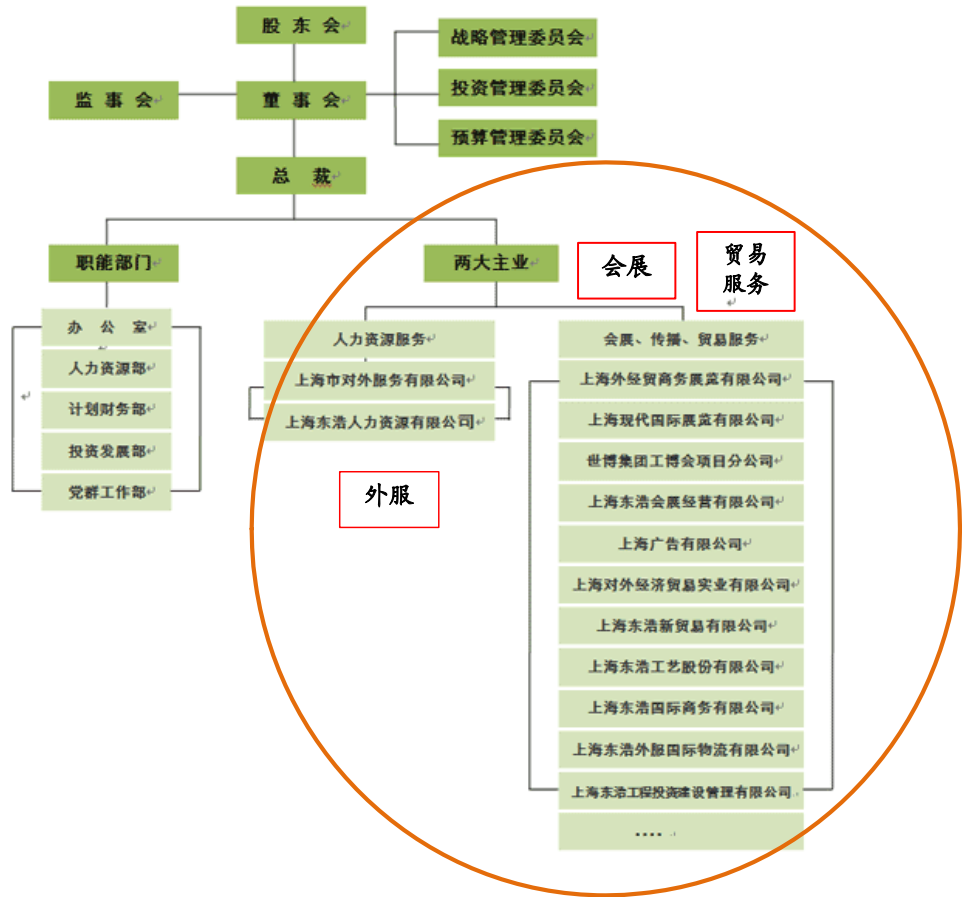 股 东 会
战略管理委员会
投资管理委员会
监 事 会
董 事 会
预算管理委员会
总 裁
职能部门
两大主业
会展
贸易
服务
办 公 室
人力资源部
计划财务部
投资发展部
党群工作部
人力资源服务
上海市对外服务有限公司
上海东浩人力资源有限公司
外服
会展、传播、贸易服务
上海外经贸商务展览有限公司
上海现代国际展览有限公司
世博集团工博会项目分公司
上海东浩会展经营有限公司
上海广告有限公司
上海对外经济贸易实业有限公司
上海东浩新贸易有限公司
上海东浩工艺股份有限公司
上海东浩国际商务有限公司
上海东浩外服国际物流有限公司
上海东浩工程投资建设管理有限公司
....